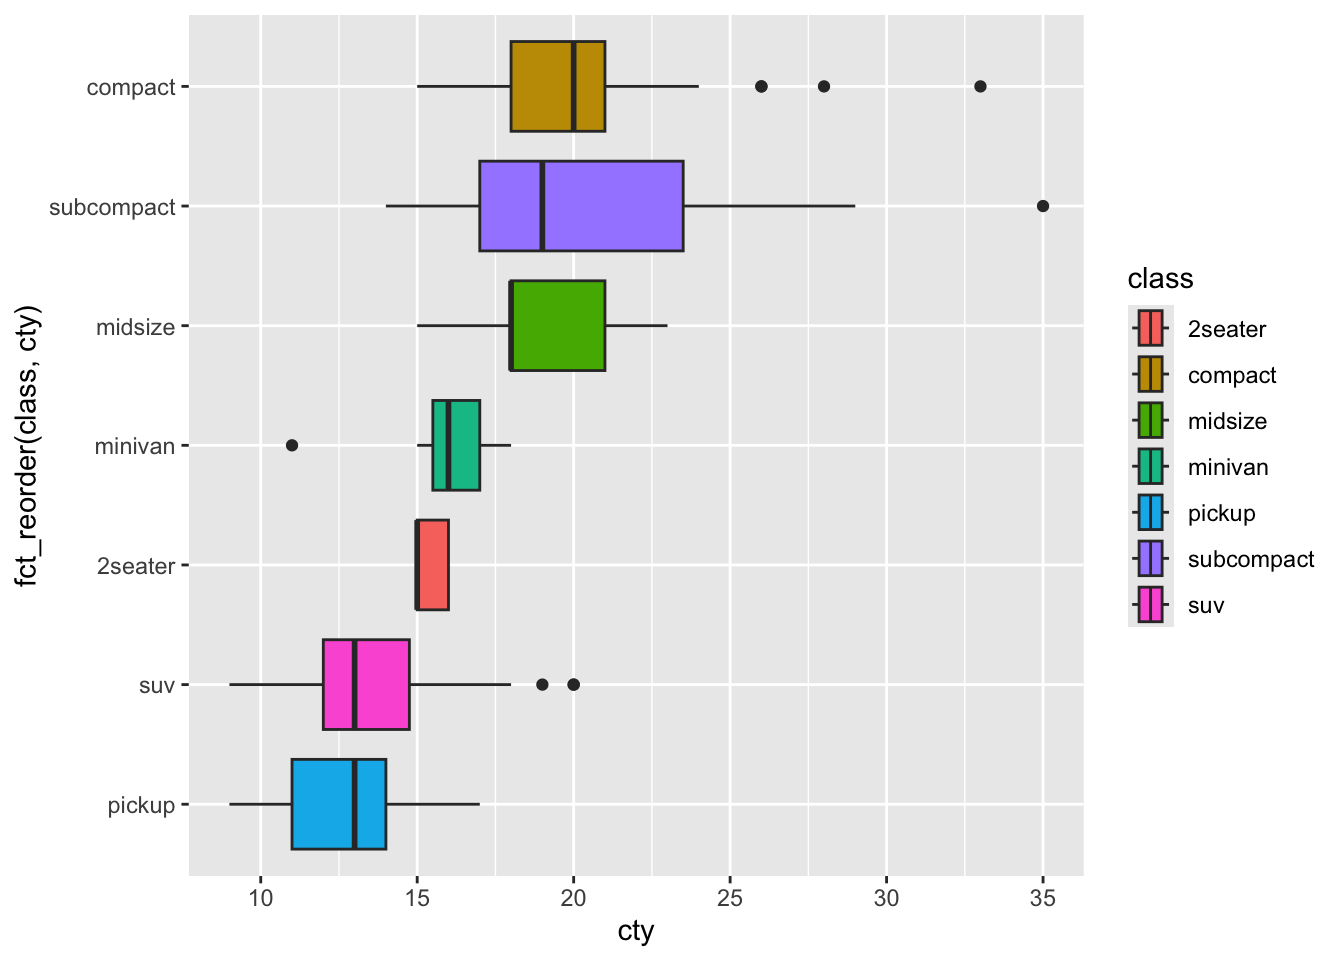 compact
subcompact
midsize
minivan
2seater
suv
pickup
fct_reorder(class, cty)
10 15 20 25 30 35
cty
class
2seater
compact
midsize
minivan
pickup
subcompact
suv